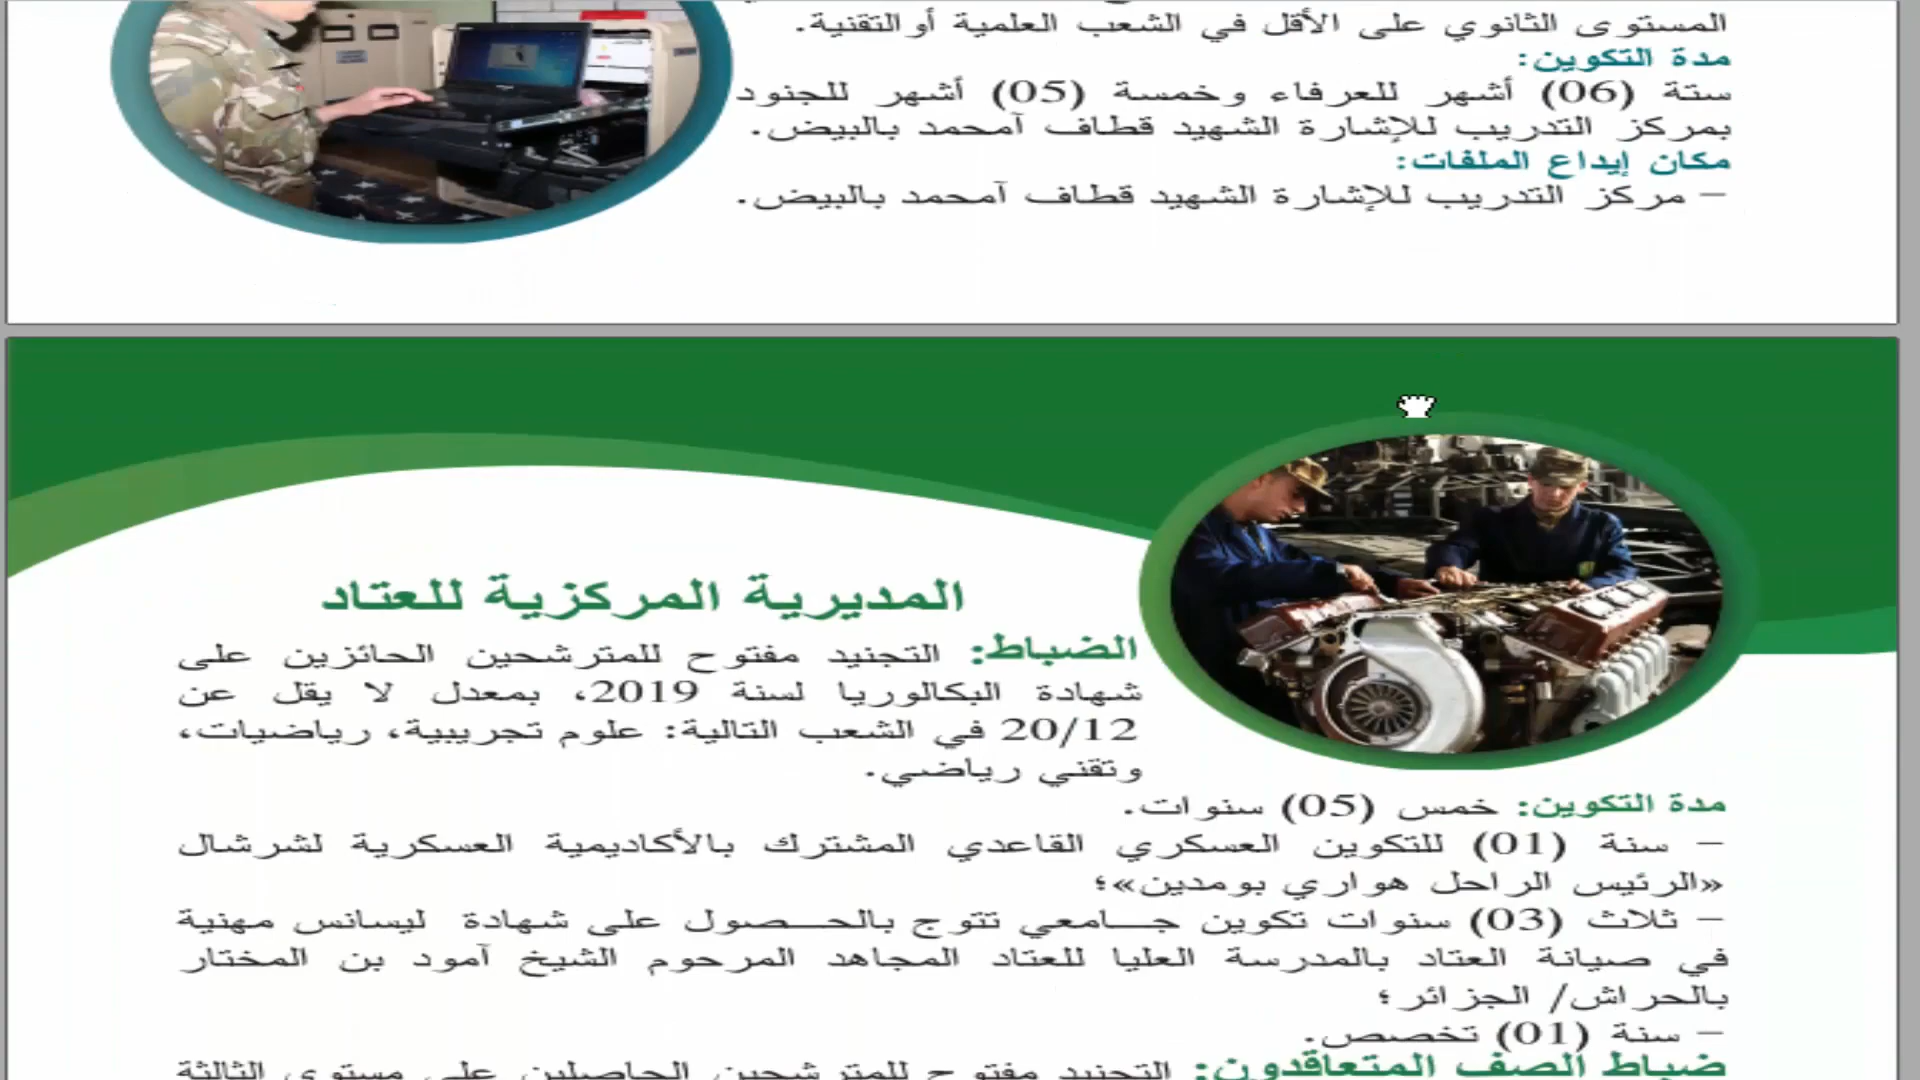 المستوى الثانوي على الأقل في الشعب العلمية أو التقنية.
مدة التكوين:
ستة (06) أشهر للعرفاء وخمسة (05) أشهر للجنود
بمركز التدريب للإشارة الشهيد قطاف آمحمد بالبيض.
مكان إيداع الملفات:
– مركز التدريب للإشارة الشهيد قطاف آمحمد بالبيض.
المديرية المركزية للعتاد
الضباط: التجنيد مفتوح للمترشحين الحائزين على
شهادة البكالوريا لسنة 2019، بمعدل لا يقل عن
20/12 في الشعب التالية: علوم تجريبية، رياضيات،
وتقني رياضي.
مدة التكوين: خمس (05) سنوات.
– سنة (01) للتكوين العسكري القاعدي المشترك بالأكاديمية العسكرية لشرشال
«الرئيس الراحل هواري بومدين»؛
– ثلاث (03) سنوات تكوين جـــامعي تتوج بالحـــصول على شهادة ليسانس مهنية
في صيانة العتاد بالمدرسة العليا للعتاد المجاهد المرحوم الشيخ آمود بن المختار
بالحراش/ الجزائر؛
– سنة (01) تخصص.
ضباط الصف المتعاقدون: التجنيد مفتوح للمترشحين الحاصلين على مستوى الثالثة